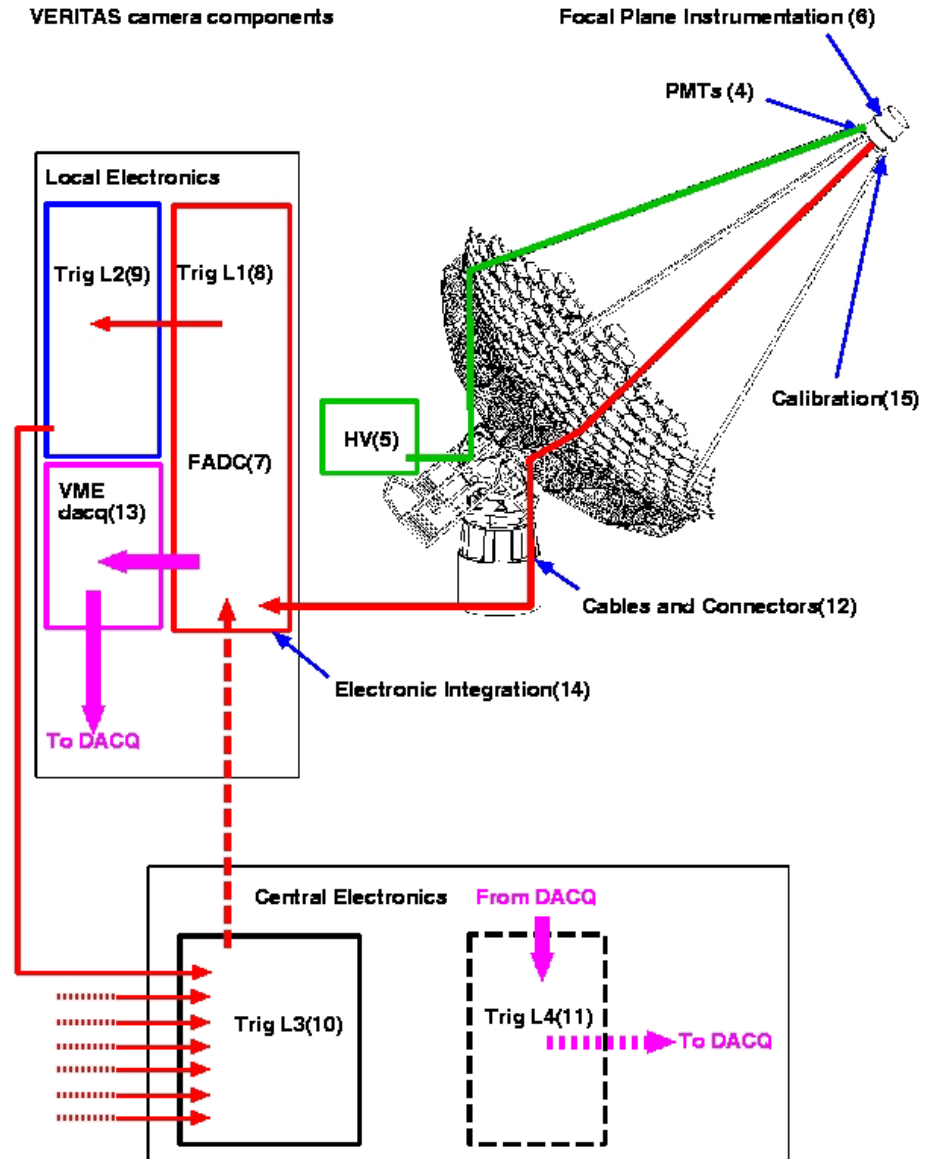 VERITAS camera components
Focal Plane Instrumentation (6)
PMTs (4)
Local Electronics
Trig L2(9)
Trig L1(8)
Calibration(15)
HV(5)
FADC(7)
VME
dacq(13)
Cables and Connectors(12)
Electronic Integration(14)
To DACQ
Central Electronics
From DACQ
Trig L3(10)
Trig L4(11)
To DACQ